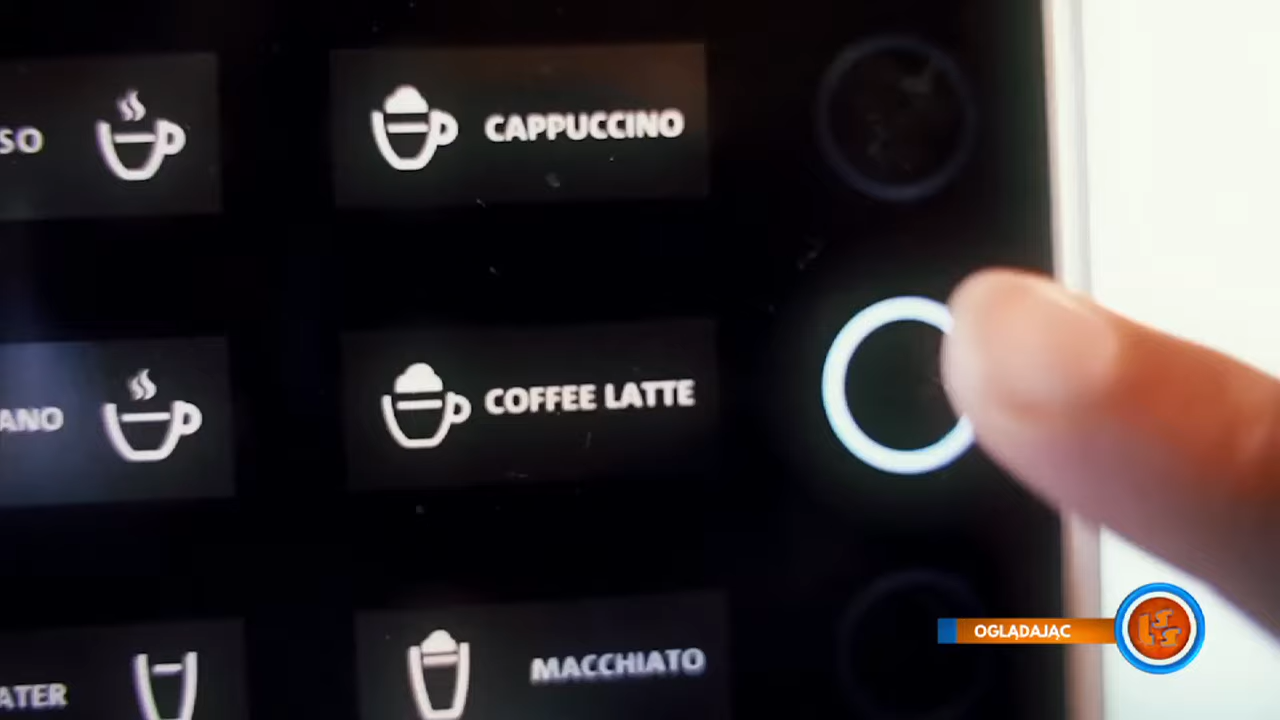 SO
CAPPUCCINO
ANO
COFFEE LATTE
OGLĄDAJĄC
ATER
MACCHIATO